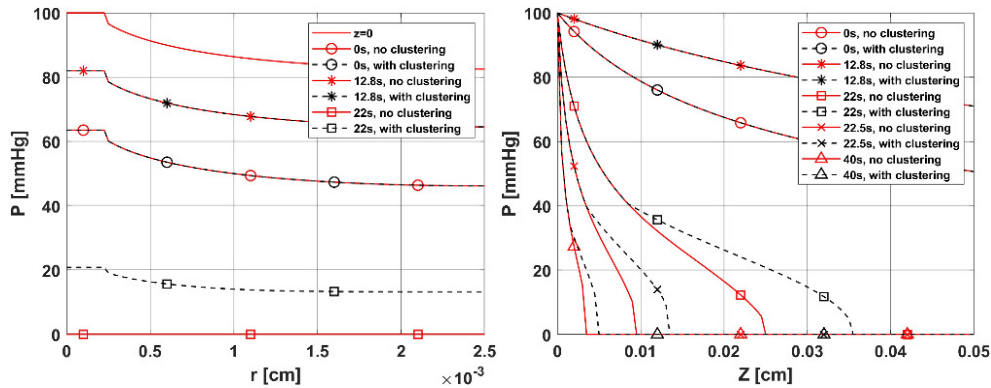 100
80
60
40
20
0
P [mmHg]
0
0.5
1
1.5
2
2.5
r [cm]
×10⁻³
z=0
0s, no clustering
0s, with clustering
12.8s, no clustering
12.8s, with clustering
22s, no clustering
22s, with clustering
100
80
60
40
20
0
P [mmHg]
0
0.01
0.02
0.03
0.04
0.05
Z [cm]
0s, no clustering
0s, with clustering
12.8s, no clustering
12.8s, with clustering
22s, no clustering
22s, with clustering
22.5s, no clustering
22.5s, with clustering
40s, no clustering
40s, with clustering